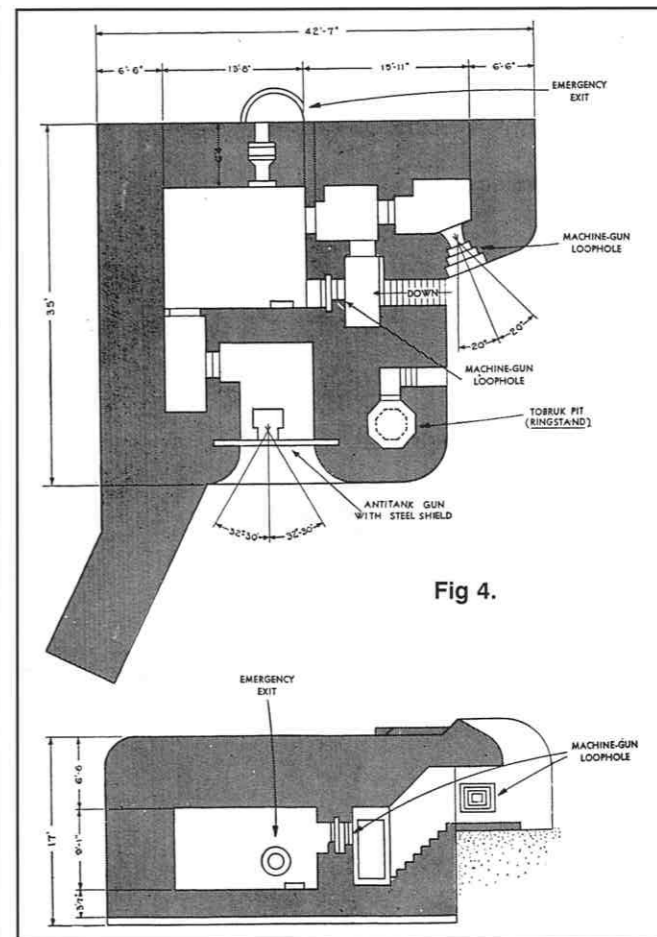 42'-7"
6'-6"
13'-8"
15'-11"
6'-6"
EMERGENCY
EXIT
35'
MACHINE-GUN
LOOPHOLE
DOWN
20°
20°
MACHINE-GUN
LOOPHOLE
TOBRUK PIT
(RINGSTAND)
ANTITANK GUN
WITH STEEL SHIELD
32°30'
32°30'
Fig 4.
EMERGENCY
EXIT
MACHINE-GUN
LOOPHOLE
17'
6'-6